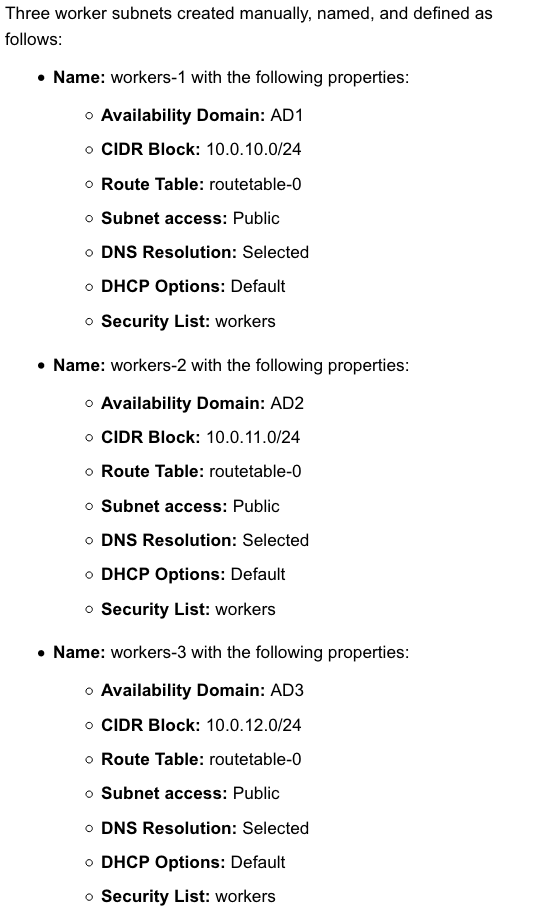 Three worker subnets created manually, named, and defined as
follows:
• Name: workers-1 with the following properties:
○ Availability Domain: AD1
○ CIDR Block: 10.0.10.0/24
○ Route Table: routetable-0
○ Subnet access: Public
○ DNS Resolution: Selected
○ DHCP Options: Default
○ Security List: workers
• Name: workers-2 with the following properties:
○ Availability Domain: AD2
○ CIDR Block: 10.0.11.0/24
○ Route Table: routetable-0
○ Subnet access: Public
○ DNS Resolution: Selected
○ DHCP Options: Default
○ Security List: workers
• Name: workers-3 with the following properties:
○ Availability Domain: AD3
○ CIDR Block: 10.0.12.0/24
○ Route Table: routetable-0
○ Subnet access: Public
○ DNS Resolution: Selected
○ DHCP Options: Default
○ Security List: workers